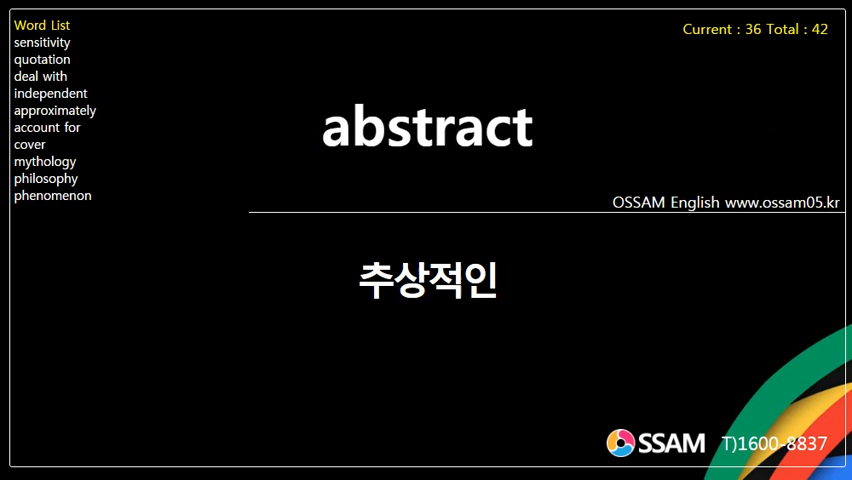 Word List
sensitivity
quotation
deal with
independent
approximately
account for
cover
mythology
philosophy
phenomenon
Current : 36 Total : 42
abstract
OSSAM English www.ossam05.kr
추상적인
OSSAM T)1600-8837